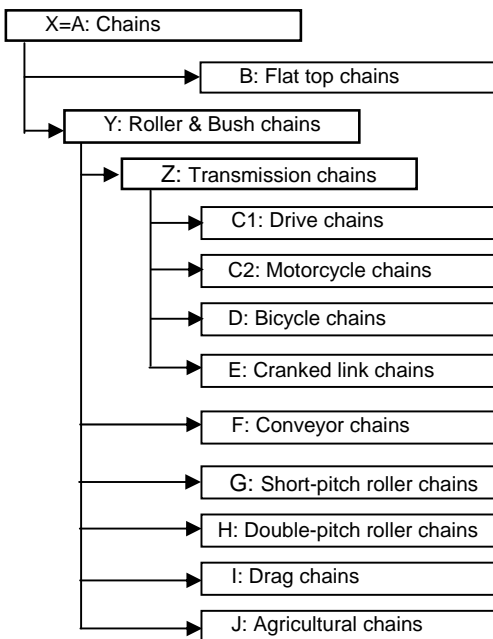 X=A: Chains
B: Flat top chains
Y: Roller & Bush chains
Z: Transmission chains
C1: Drive chains
C2: Motorcycle chains
D: Bicycle chains
E: Cranked link chains
F: Conveyor chains
G: Short-pitch roller chains
H: Double-pitch roller chains
I: Drag chains
J: Agricultural chains